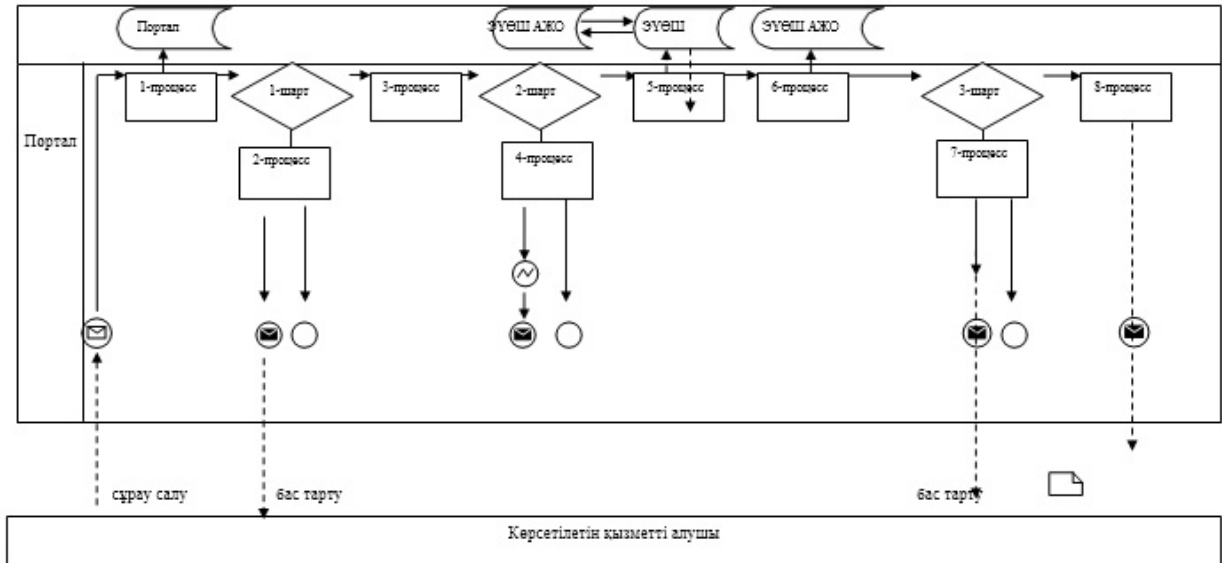 Портал
ЭҮӨШ АЖО
ЭҮӨШ
ЭҮӨШ АЖО
Портал
1-процесс
1-шарт
3-процесс
2-шарт
5-процесс
6-процесс
3-шарт
8-процесс
2-процесс
4-процесс
7-процесс
сұрау салу
бас тарту
бас тарту
Көрсетілетін қызметті алушы